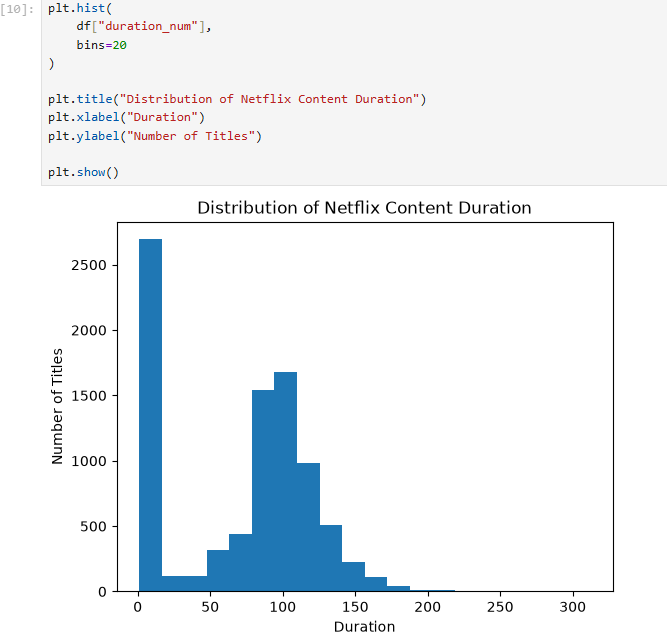 [10]:
plt.hist(
    df["duration_num"],
    bins=20
)
plt.title("Distribution of Netflix Content Duration")
plt.xlabel("Duration")
plt.ylabel("Number of Titles")
plt.show()
Distribution of Netflix Content Duration
Number of Titles
2500
2000
1500
1000
500
0
0 50 100 150 200 250 300
Duration